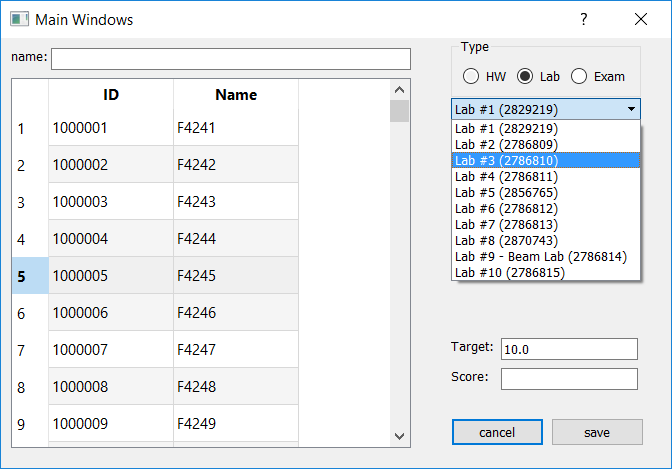 Main Windows
?
name:
ID Name
1 1000001 F4241
2 1000002 F4242
3 1000003 F4243
4 1000004 F4244
5 1000005 F4245
6 1000006 F4246
7 1000007 F4247
8 1000008 F4248
9 1000009 F4249
Type
HW Lab Exam
Lab #1 (2829219)
Lab #1 (2829219)
Lab #2 (2786809)
Lab #3 (2786810)
Lab #4 (2786811)
Lab #5 (2856765)
Lab #6 (2786812)
Lab #7 (2786813)
Lab #8 (2870743)
Lab #9 - Beam Lab (2786814)
Lab #10 (2786815)
Target: 10.0
Score:
cancel save